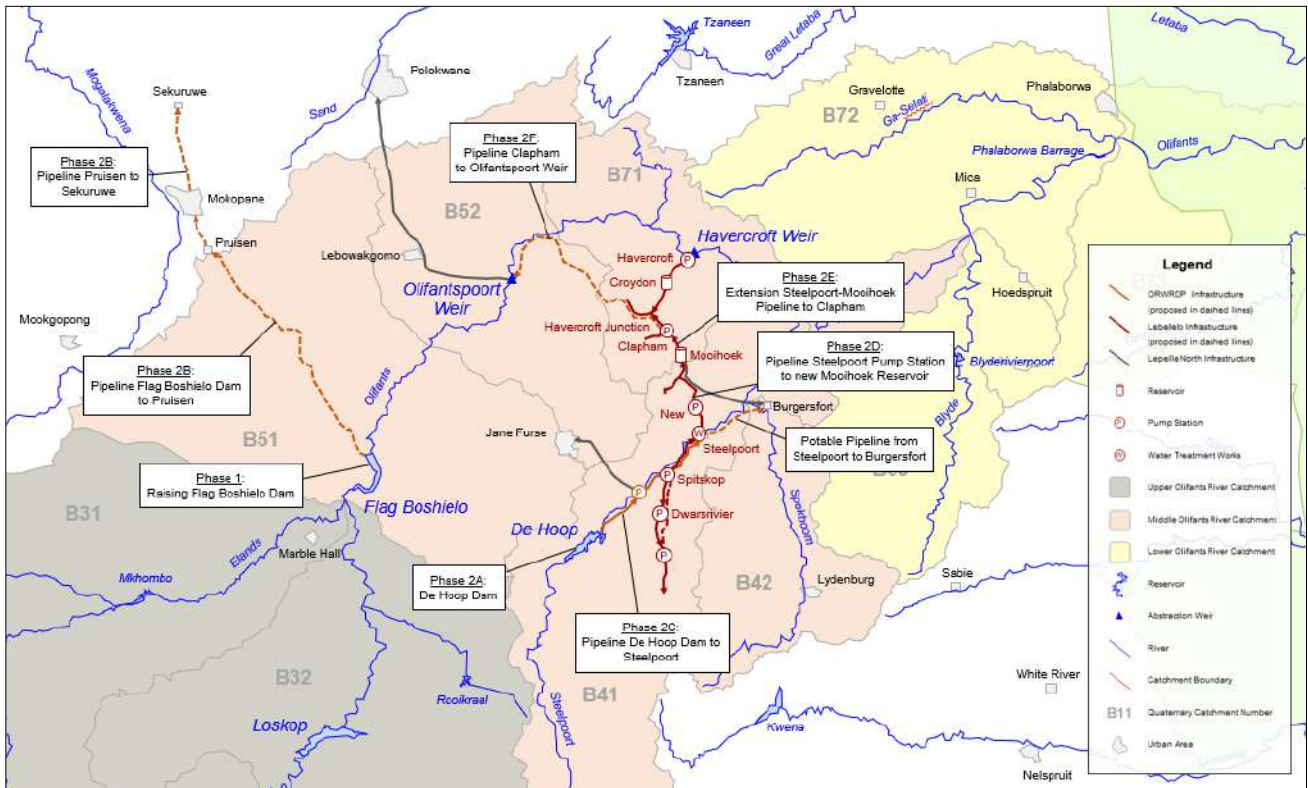 Tzaneen
Letaba
Great Letaba
Mogalakwena
Polokwane
Tzaneen
Sekuruwe
Sand
Gravelotte
Phalaborwa
B72
Ga-Selati
Phase 2F:
Pipeline Clapham
to Olifantspoort Weir
Phase 2B:
Pipeline Pruisen to
Sekuruwe
Phalaborwa Barrage
Olifants
B71
Mica
Mokopane
B52
Pruisen
Lebowakgomo
Havercroft Weir
Havercroft
Croydon
Phase 2E:
Extension Steelpoort-Mooihoek
Pipeline to Clapham
Hoedspruit
Olifantspoort
Weir
Mookgopong
Havercroft Junction
Clapham
Mooihoek
Phase 2D:
Pipeline Steelpoort Pump Station
to new Mooihoek Reservoir
Blyderivierpoort
Phase 2B:
Pipeline Flag Boshielo Dam
to Pruisen
Olifants
New
Burgersfort
Blyde
B51
Jane Furse
Steelpoort
Potable Pipeline from
Steelpoort to Burgersfort
Phase 1:
Raising Flag Boshielo Dam
Spitskop
Flag Boshielo
Dwarsrivier
B31
De Hoop
Spekboom
Elands
Marble Hall
Mkhombo
Phase 2A:
De Hoop Dam
B42
Lydenburg
Sabie
Phase 2C:
Pipeline De Hoop Dam to
Steelpoort
B32
B41
White River
Rooikraal
Loskop
Steelpoort
Kwena
Nelspruit
Legend
ORWRDP Infrastructure
(proposed in dashed lines)
Lebalelo Infrastucture
(proposed in dashed lines)
Lepelle North Infrastructure
Reservoir
P Pump Station
W Water Treatment Works
Upper Olifants River Catchment
Middle Olifants River Catchment
Lower Olifants River Catchment
Reservoir
Abstraction Weir
River
Catchment Boundary
B11 Quaternary Catchment Number
Urban Area